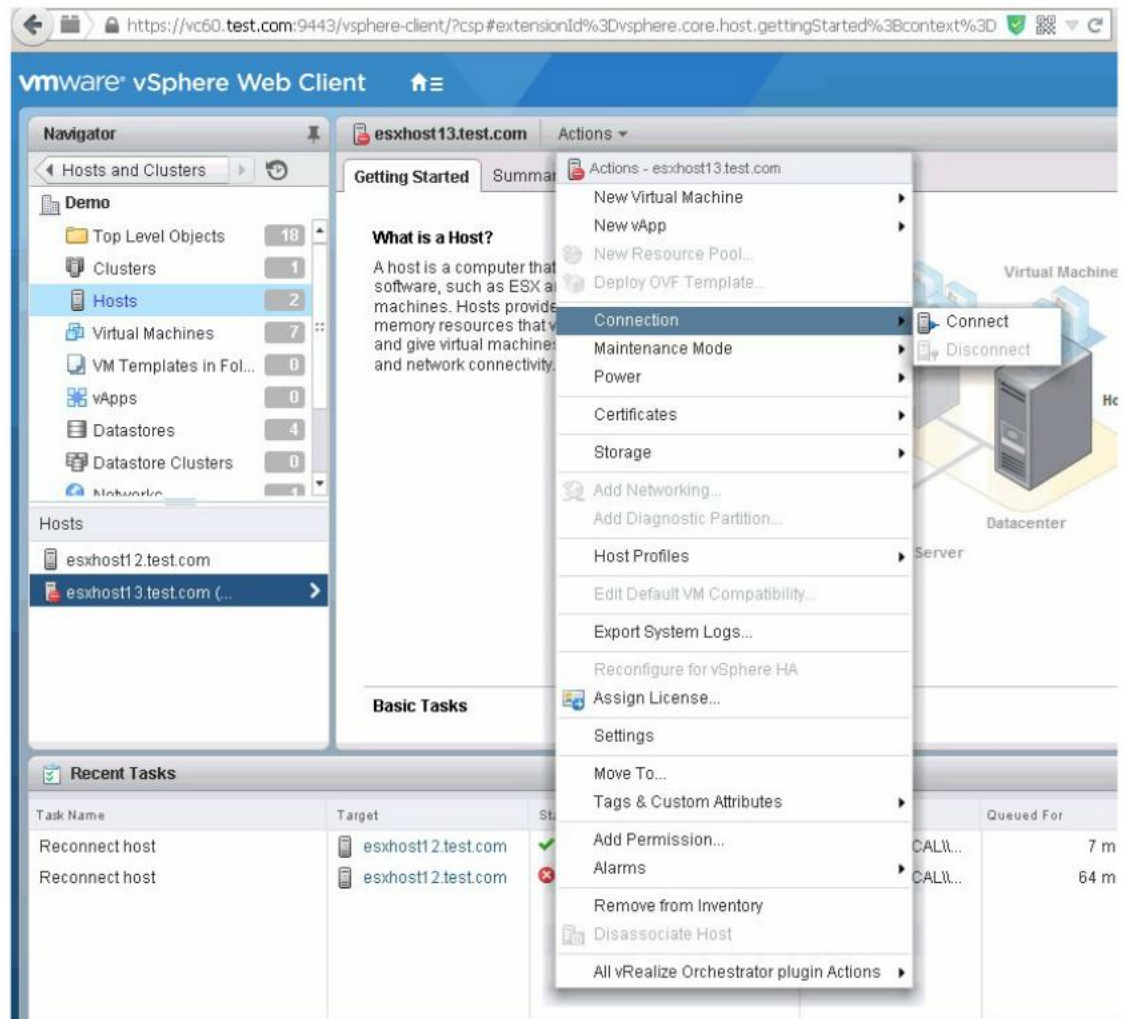 https://vc60.test.com:9443/vsphere-client/?csp#extensionId%3Dvsphere.core.host.gettingStarted%3Bcontext%3D
vmware® vSphere Web Client
Navigator
Hosts and Clusters
Demo
Top Level Objects 18
Clusters 1
Hosts 2
Virtual Machines 7
VM Templates in Fol... 0
vApps 0
Datastores 4
Datastore Clusters 0
Networks 1
Hosts
esxhost12.test.com
esxhost13.test.com (...
esxhost13.test.com Actions
Getting Started Summar
What is a Host?
A host is a computer that
software, such as ESX a
machines. Hosts provide
memory resources that v
and give virtual machine
and network connectivity.
Basic Tasks
Actions - esxhost13.test.com
New Virtual Machine
New vApp
New Resource Pool...
Deploy OVF Template...
Connection
Maintenance Mode
Power
Certificates
Storage
Add Networking...
Add Diagnostic Partition...
Host Profiles
Edit Default VM Compatibility...
Export System Logs...
Reconfigure for vSphere HA
Assign License...
Settings
Move To...
Tags & Custom Attributes
Add Permission...
Alarms
Remove from Inventory
Disassociate Host
All vRealize Orchestrator plugin Actions
Connect
Disconnect
Virtual Machine
Ho
Datacenter
Server
Recent Tasks
Task Name Target St Queued For
Reconnect host esxhost12.test.com CAL\\... 7 m
Reconnect host esxhost12.test.com CAL\\... 64 m